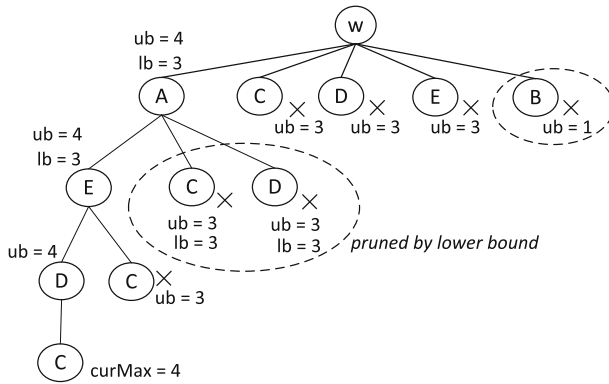 w
ub = 4
lb = 3
A
C
D
E
B
ub = 3
ub = 3
ub = 3
ub = 1
ub = 4
lb = 3
E
C
D
ub = 3
lb = 3
ub = 3
lb = 3
pruned by lower bound
ub = 4
D
C
ub = 3
C
curMax = 4